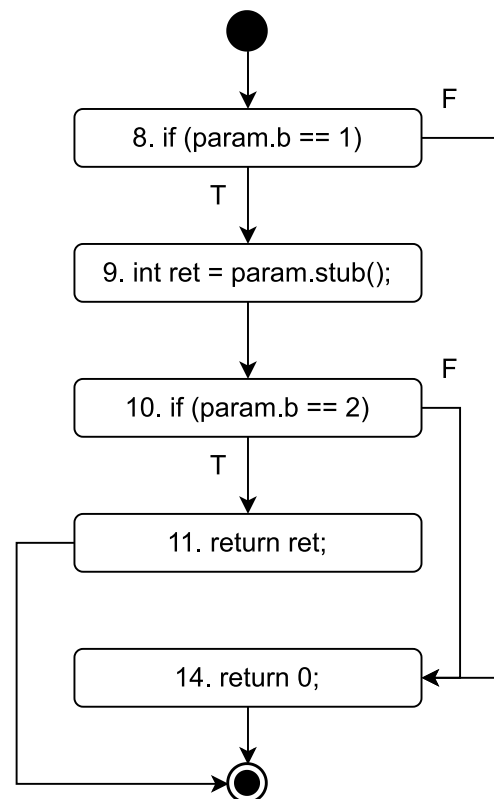 F
8. if (param.b == 1)
T
9. int ret = param.stub();
F
10. if (param.b == 2)
T
11. return ret;
14. return 0;